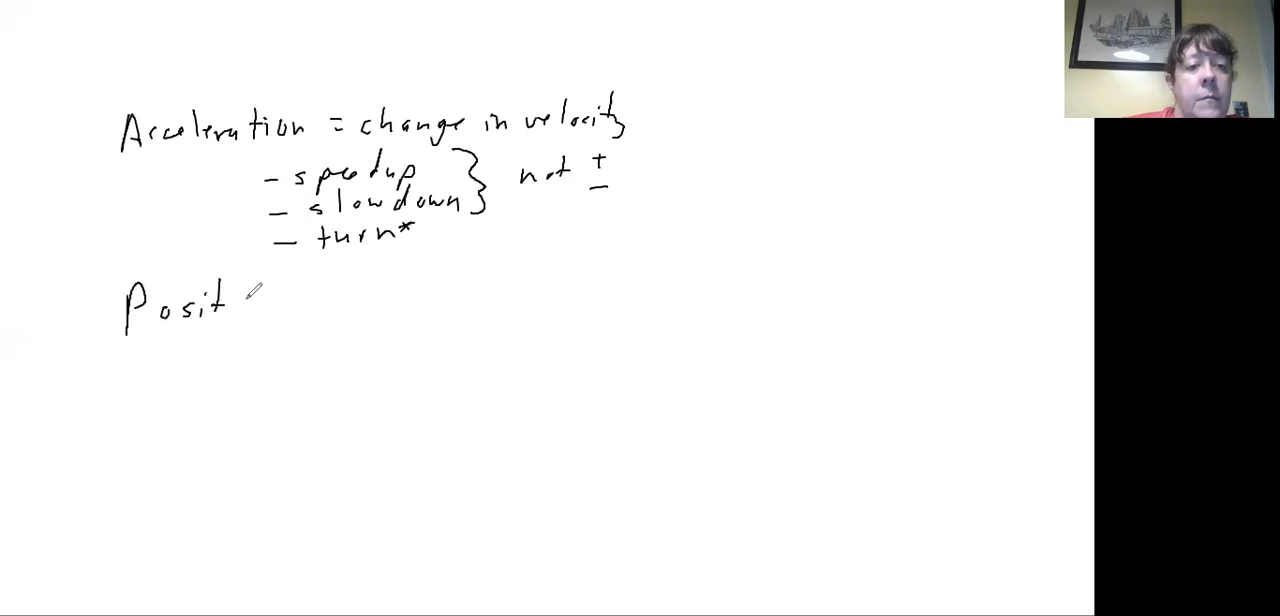 Acceleration = change in velocity
- speedup } not +
- slowdown } -
- turn*
Posit